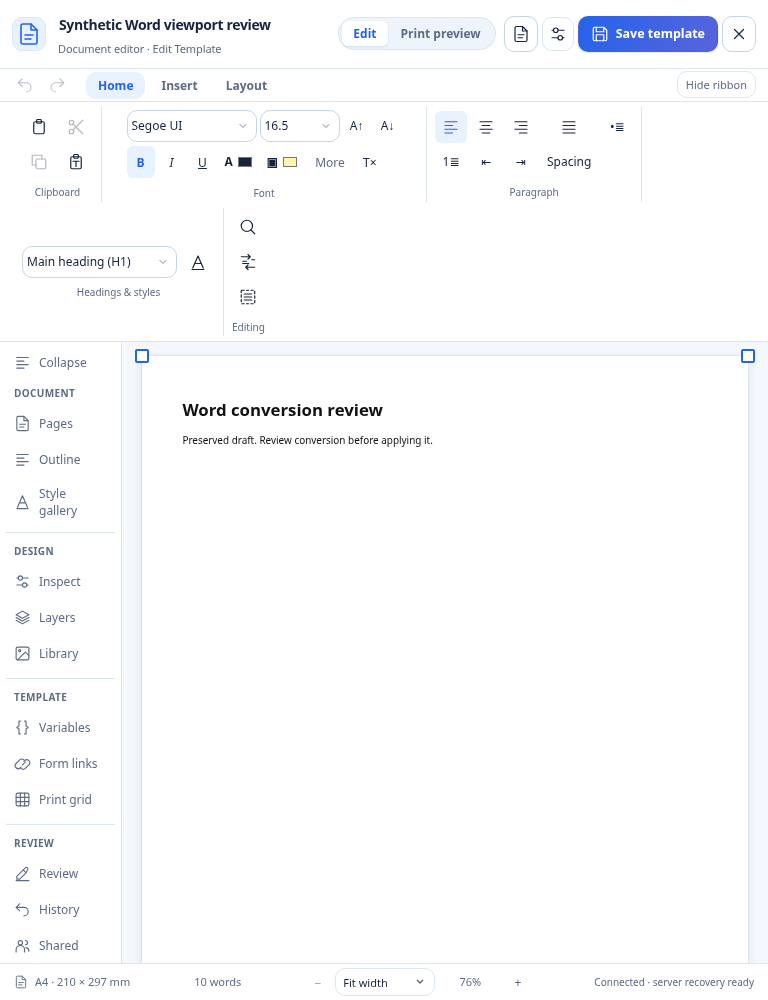 Synthetic Word viewport review
Document editor · Edit Template
Edit
Print preview
Save template
Home
Insert
Layout
Hide ribbon
Segoe UI
16.5
A↑
A↓
B
I
U
A
More
T×
Clipboard
Font
•≣
1≣
⇤
⇥
Spacing
Paragraph
Main heading (H1)
Headings & styles
Editing
Collapse
DOCUMENT
Pages
Outline
Style
gallery
DESIGN
Inspect
Layers
Library
TEMPLATE
Variables
Form links
Print grid
REVIEW
Review
History
Shared
Word conversion review
Preserved draft. Review conversion before applying it.
A4 · 210 × 297 mm
10 words
−
Fit width
76%
+
Connected · server recovery ready